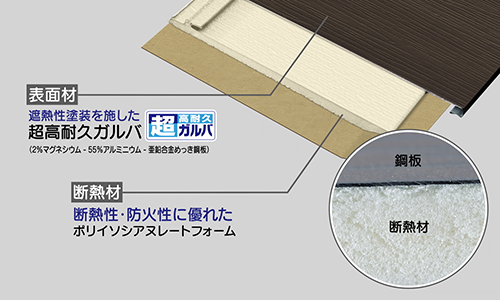 表面材
遮熱性塗装を施した
超高耐久ガルバ
超 高耐久 ガルバ
(2%マグネシウム - 55%アルミニウム - 亜鉛合金めっき鋼板)
断熱材
断熱性・防火性に優れた
ポリイソシアヌレートフォーム
鋼板
断熱材